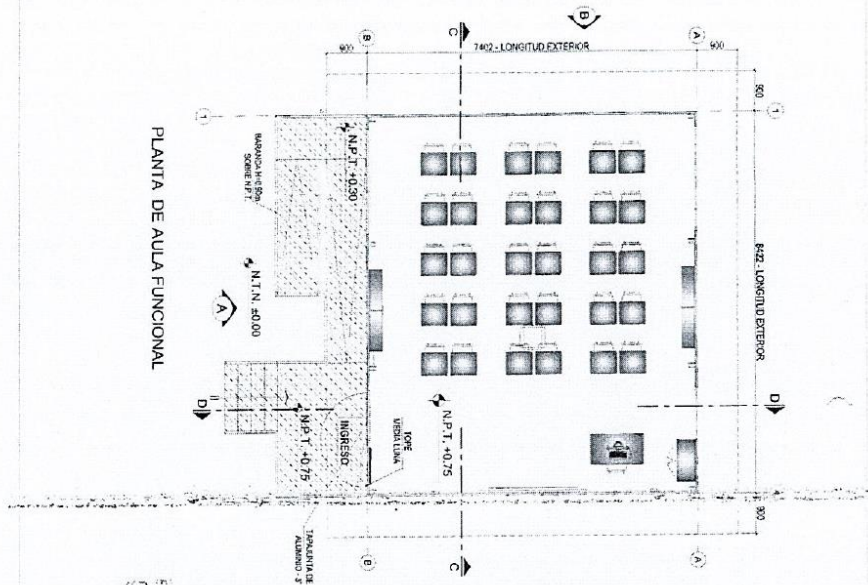 B
900
7402 - LONGITUD EXTERIOR
900
B
C
A
900
1
1
8422 - LONGITUD EXTERIOR
N.P.T. +0.30
BARANDA H=0.90m
SOBRE N.P.T.
N.T.N. ±0.00
A
PLANTA DE AULA FUNCIONAL
D
D
N.P.T. +0.75
INGRESO
TOPE
MEDIA LUNA
N.P.T. +0.75
900
TAPAJUNTA DE
ALUMINIO
B
C
A